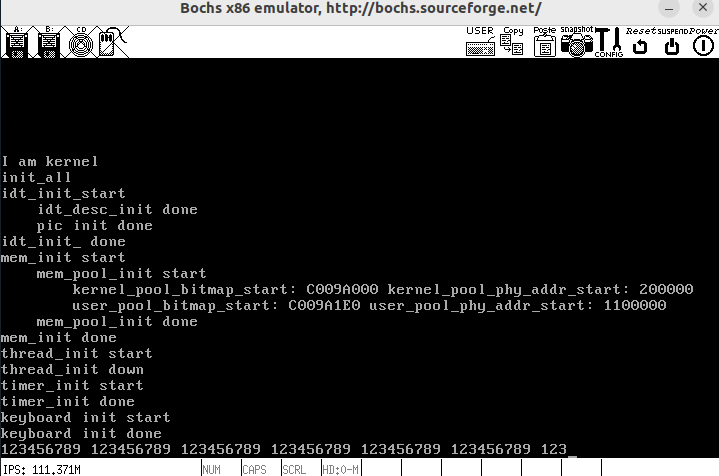 Bochs x86 emulator, http://bochs.sourceforge.net/
A: B: CD USER Copy Paste snapshot CONFIG Reset SUSPEND Power
I am kernel
init_all
idt_init_start
idt_desc_init done
pic init done
idt_init_ done
mem_init start
mem_pool_init start
kernel_pool_bitmap_start: C009A000 kernel_pool_phy_addr_start: 200000
user_pool_bitmap_start: C009A1E0 user_pool_phy_addr_start: 1100000
mem_pool_init done
mem_init done
thread_init start
thread_init down
timer_init start
timer_init done
keyboard init start
keyboard init done
123456789 123456789 123456789 123456789 123456789 123456789 123_
IPS: 111.371M NUM CAPS SCRL HD:0-M